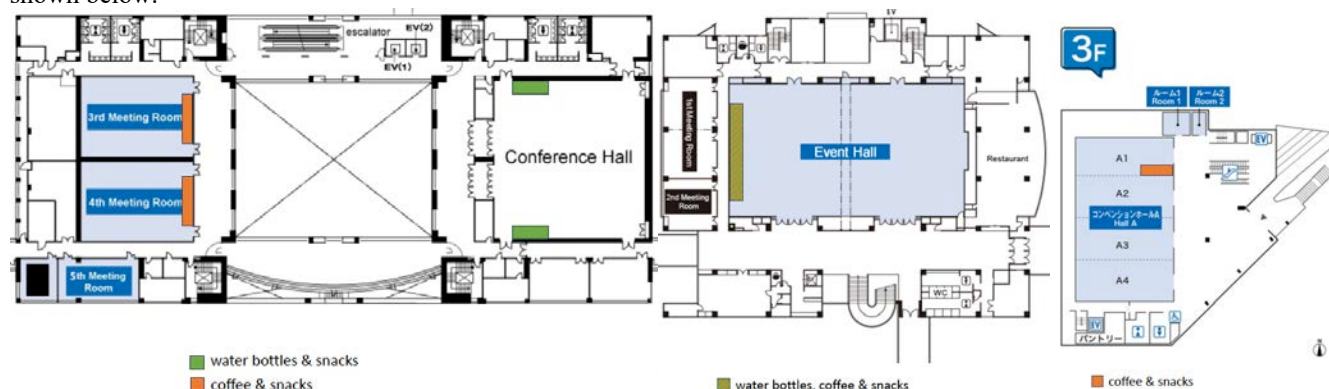 shown below:
escalator
EV(2)
EV(1)
3rd Meeting Room
4th Meeting Room
5th Meeting
Room
Conference Hall
water bottles & snacks
coffee & snacks
EV
1st Meeting Room
2nd Meeting
Room
Event Hall
Restaurant
WC
water bottles, coffee & snacks
3F
ルーム1
Room 1
ルーム2
Room 2
EV
A1
A2
コンベンションホールA
Hall A
A3
A4
EV
パントリー
coffee & snacks